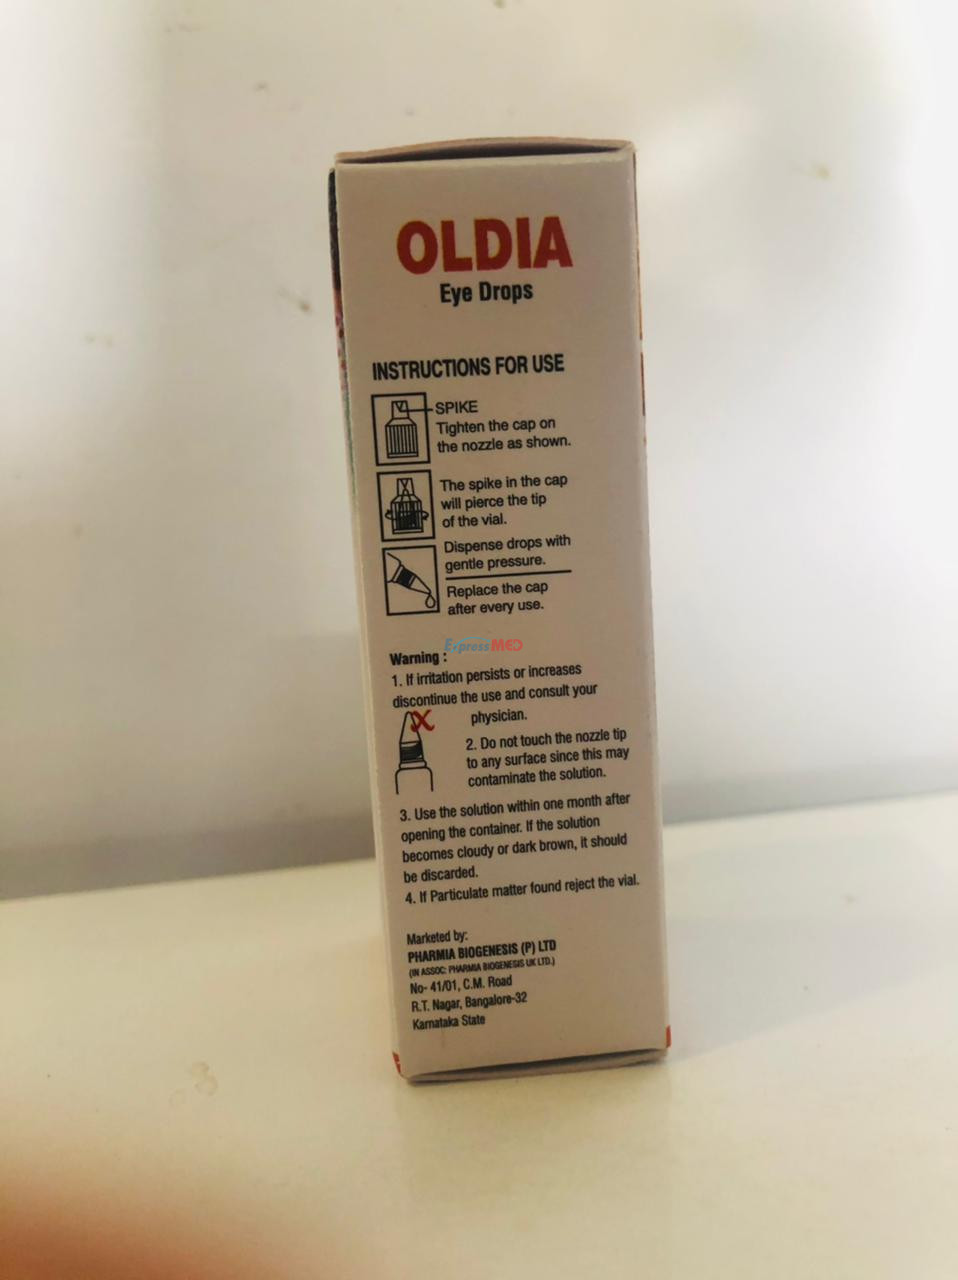 OLDIA
Eye Drops
INSTRUCTIONS FOR USE
SPIKE
Tighten the cap on
the nozzle as shown.
The spike in the cap
will pierce the tip
of the vial.
Dispense drops with
gentle pressure.
Replace the cap
after every use.
ExpressMED
Warning :
1. If irritation persists or increases
discontinue the use and consult your
physician.
X
2. Do not touch the nozzle tip
to any surface since this may
contaminate the solution.
3. Use the solution within one month after
opening the container. If the solution
becomes cloudy or dark brown, it should
be discarded.
4. If Particulate matter found reject the vial.
Marketed by:
PHARMIA BIOGENESIS (P) LTD
(IN ASSOC: PHARMIA BIOGENESIS UK LTD.)
No- 41/01, C.M. Road
R.T. Nagar, Bangalore-32
Karnataka State